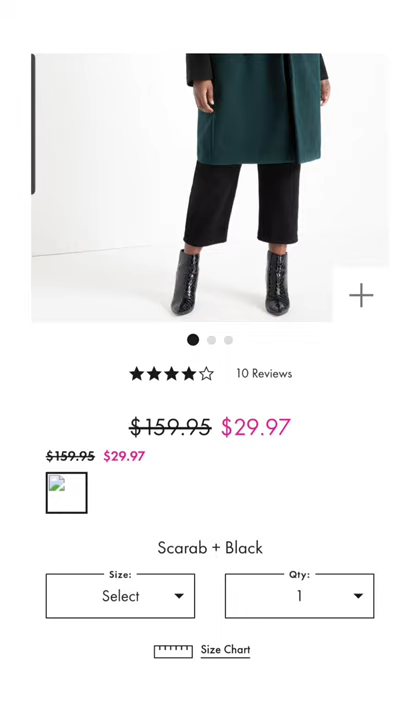 10 Reviews
$159.95 $29.97
$159.95 $29.97
Scarab + Black
Size: Qty:
Select 1
Size Chart